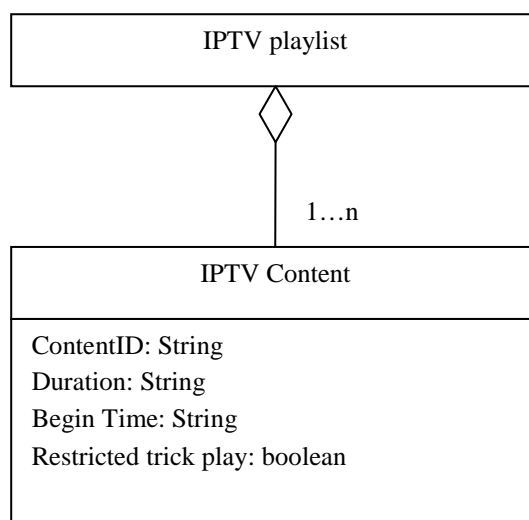 IPTV playlist
1…n
IPTV Content
ContentID: String
Duration: String
Begin Time: String
Restricted trick play: boolean